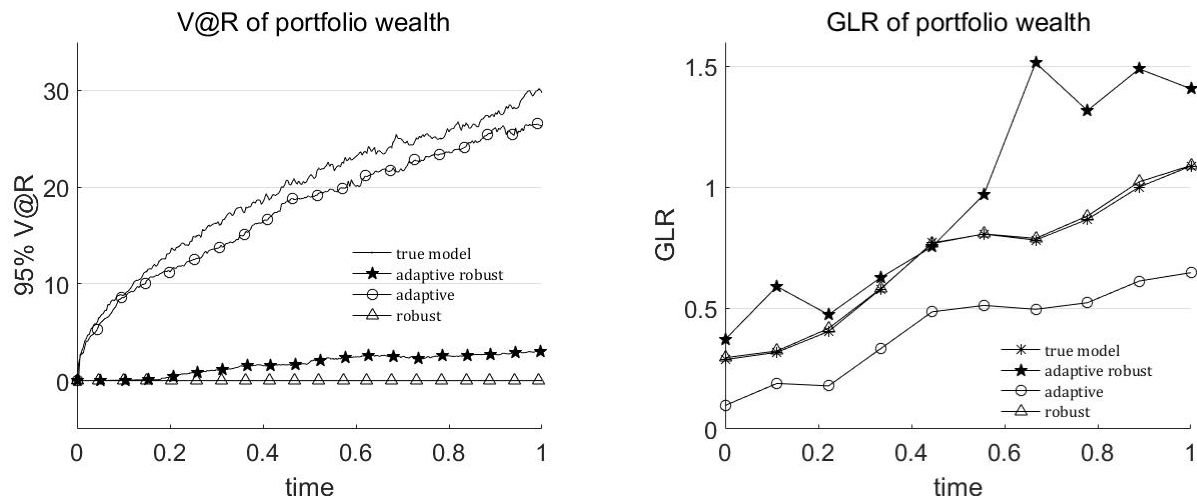 V@R of portfolio wealth
30
20
10
0
95% V@R
true model
adaptive robust
adaptive
robust
0
0.2
0.4
0.6
0.8
1
time
GLR of portfolio wealth
1.5
1
0.5
0
GLR
true model
adaptive robust
adaptive
robust
0
0.2
0.4
0.6
0.8
1
time